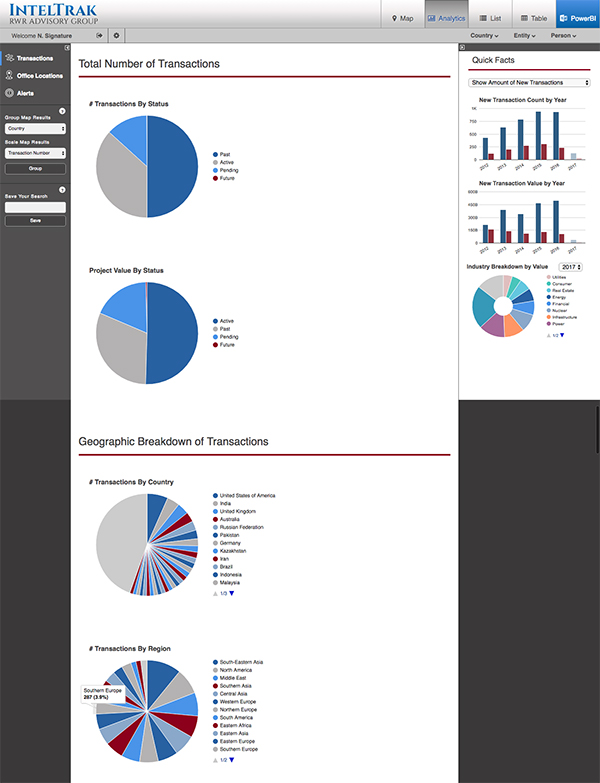 INTELTRAK
RWR ADVISORY GROUP
Map
Analytics
List
Table
PowerBI
Welcome N. Signature
Country
Entity
Person
Transactions
Office Locations
Alerts
Group Map Results
Country
Scale Map Results
Transaction Number
Group
Save Your Search
Save
Total Number of Transactions
# Transactions By Status
Past
Active
Pending
Future
Project Value By Status
Active
Past
Pending
Future
Geographic Breakdown of Transactions
# Transactions By Country
United States of America
India
United Kingdom
Australia
Russian Federation
Pakistan
Germany
Kazakhstan
Iran
Brazil
Indonesia
Malaysia
1/3
# Transactions By Region
Southern Europe
287 (3.9%)
South-Eastern Asia
North America
Middle East
Southern Asia
Central Asia
Western Europe
Northern Europe
South America
Eastern Africa
Eastern Asia
Eastern Europe
Southern Europe
1/2
Quick Facts
Show Amount of New Transactions
New Transaction Count by Year
1K
750
500
250
0
2012
2013
2014
2015
2016
2017
New Transaction Value by Year
600B
400B
200B
0
2012
2013
2014
2015
2016
2017
Industry Breakdown by Value
2017
Utilities
Consumer
Real Estate
Energy
Financial
Nuclear
Infrastructure
Power
1/2